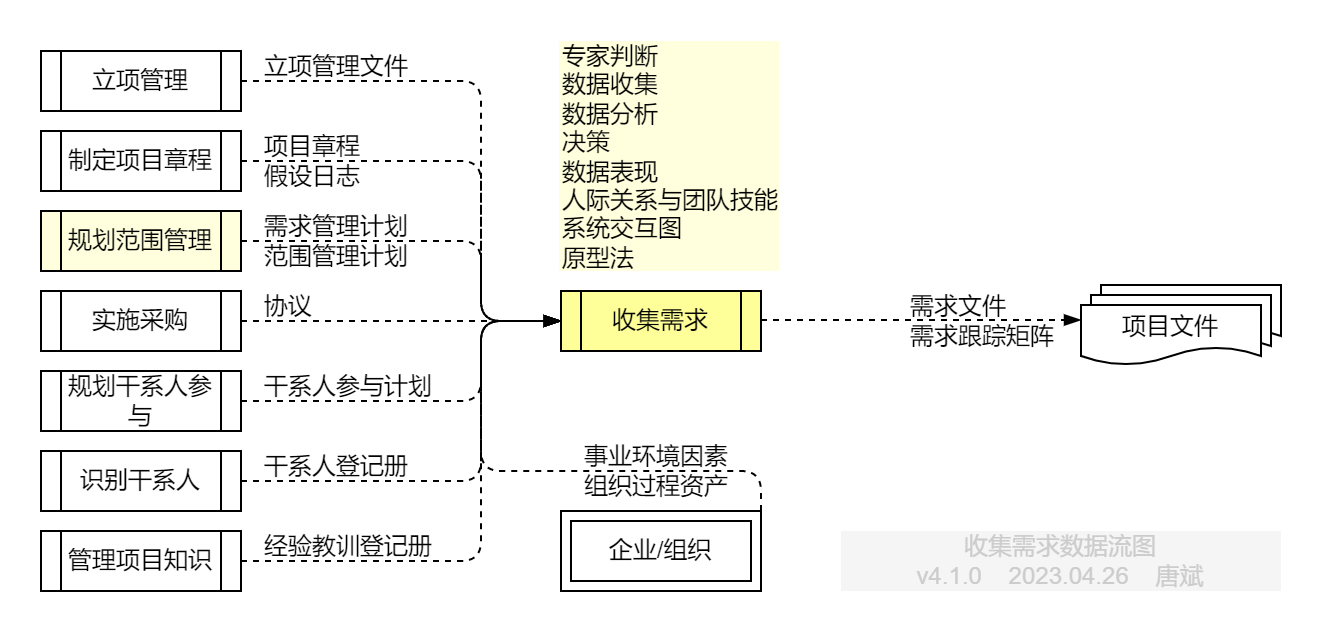 立项管理
立项管理文件
制定项目章程
项目章程
假设日志
规划范围管理
需求管理计划
范围管理计划
实施采购
协议
规划干系人参
与
干系人参与计划
识别干系人
干系人登记册
管理项目知识
经验教训登记册
专家判断
数据收集
数据分析
决策
数据表现
人际关系与团队技能
系统交互图
原型法
收集需求
事业环境因素
组织过程资产
企业/组织
需求文件
需求跟踪矩阵
项目文件
收集需求数据流图
v4.1.0 2023.04.26 唐斌